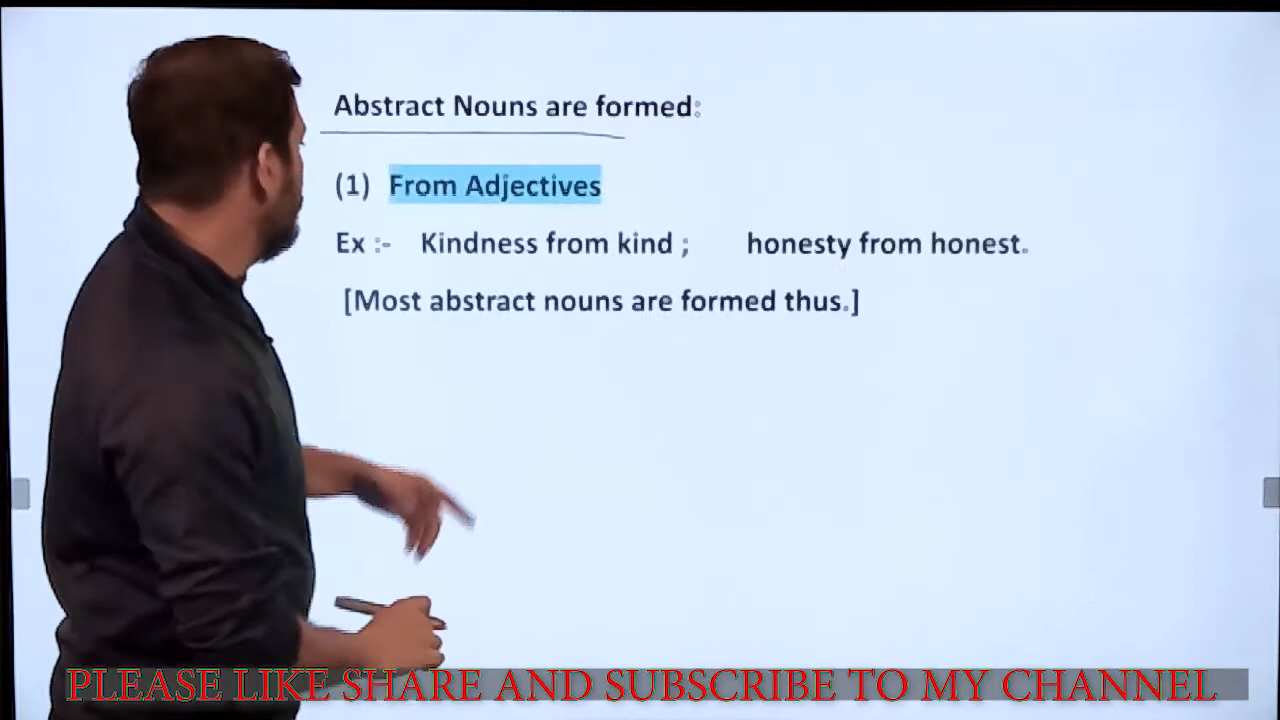 Abstract Nouns are formed:
(1) From Adjectives
Ex :- Kindness from kind ; honesty from honest.
[Most abstract nouns are formed thus.]
PLEASE LIKE SHARE AND SUBSCRIBE TO MY CHANNEL